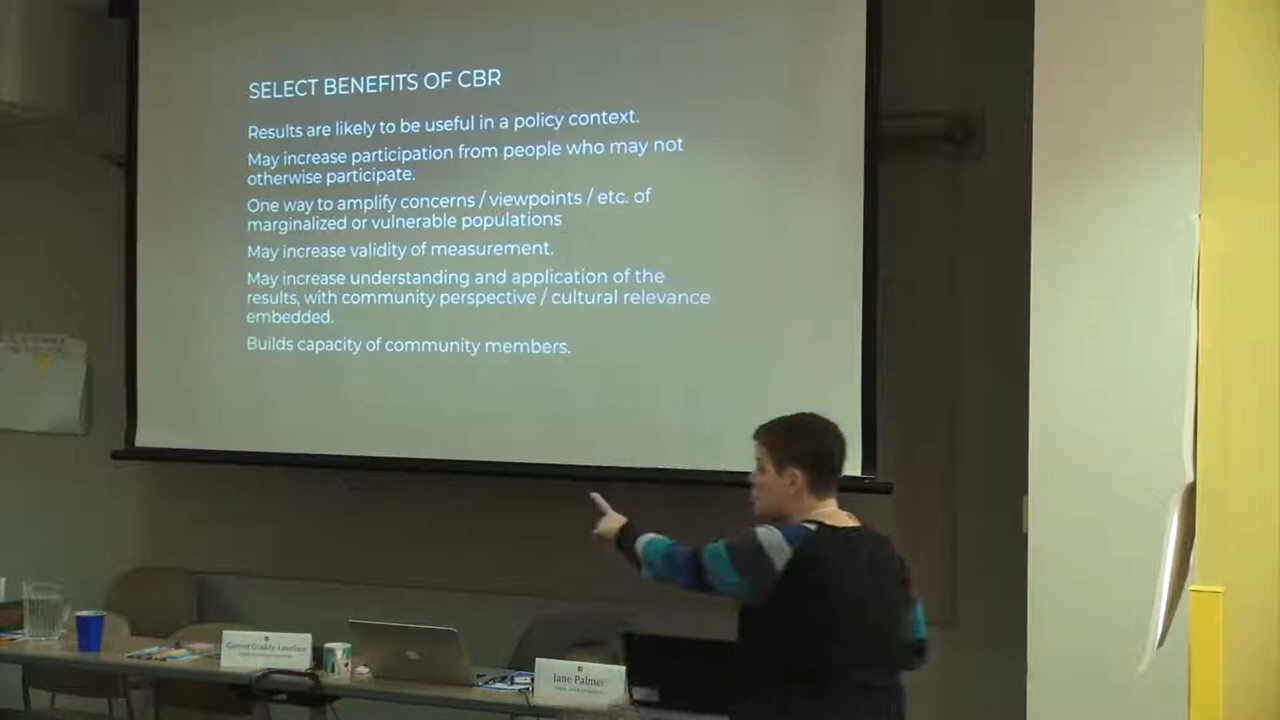 SELECT BENEFITS OF CBR
Results are likely to be useful in a policy context.
May increase participation from people who may not
otherwise participate.
One way to amplify concerns / viewpoints / etc. of
marginalized or vulnerable populations
May increase validity of measurement.
May increase understanding and application of the
results, with community perspective / cultural relevance
embedded.
Builds capacity of community members.
Garrett Graddy-Lovelace
Jane Palmer